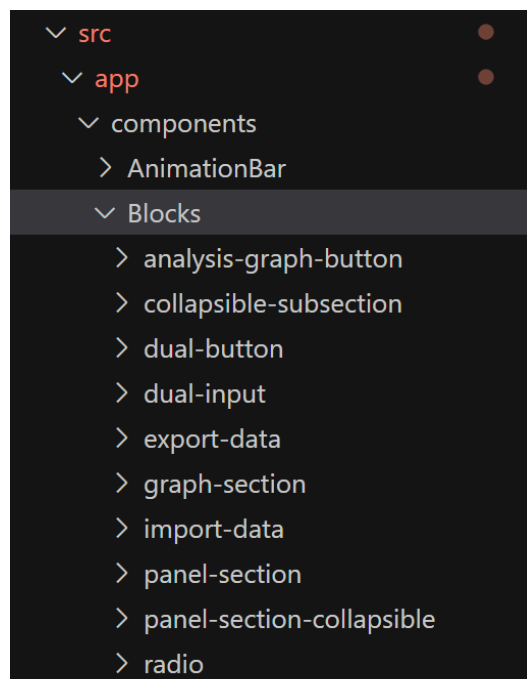 src
app
components
AnimationBar
Blocks
analysis-graph-button
collapsible-subsection
dual-button
dual-input
export-data
graph-section
import-data
panel-section
panel-section-collapsible
radio